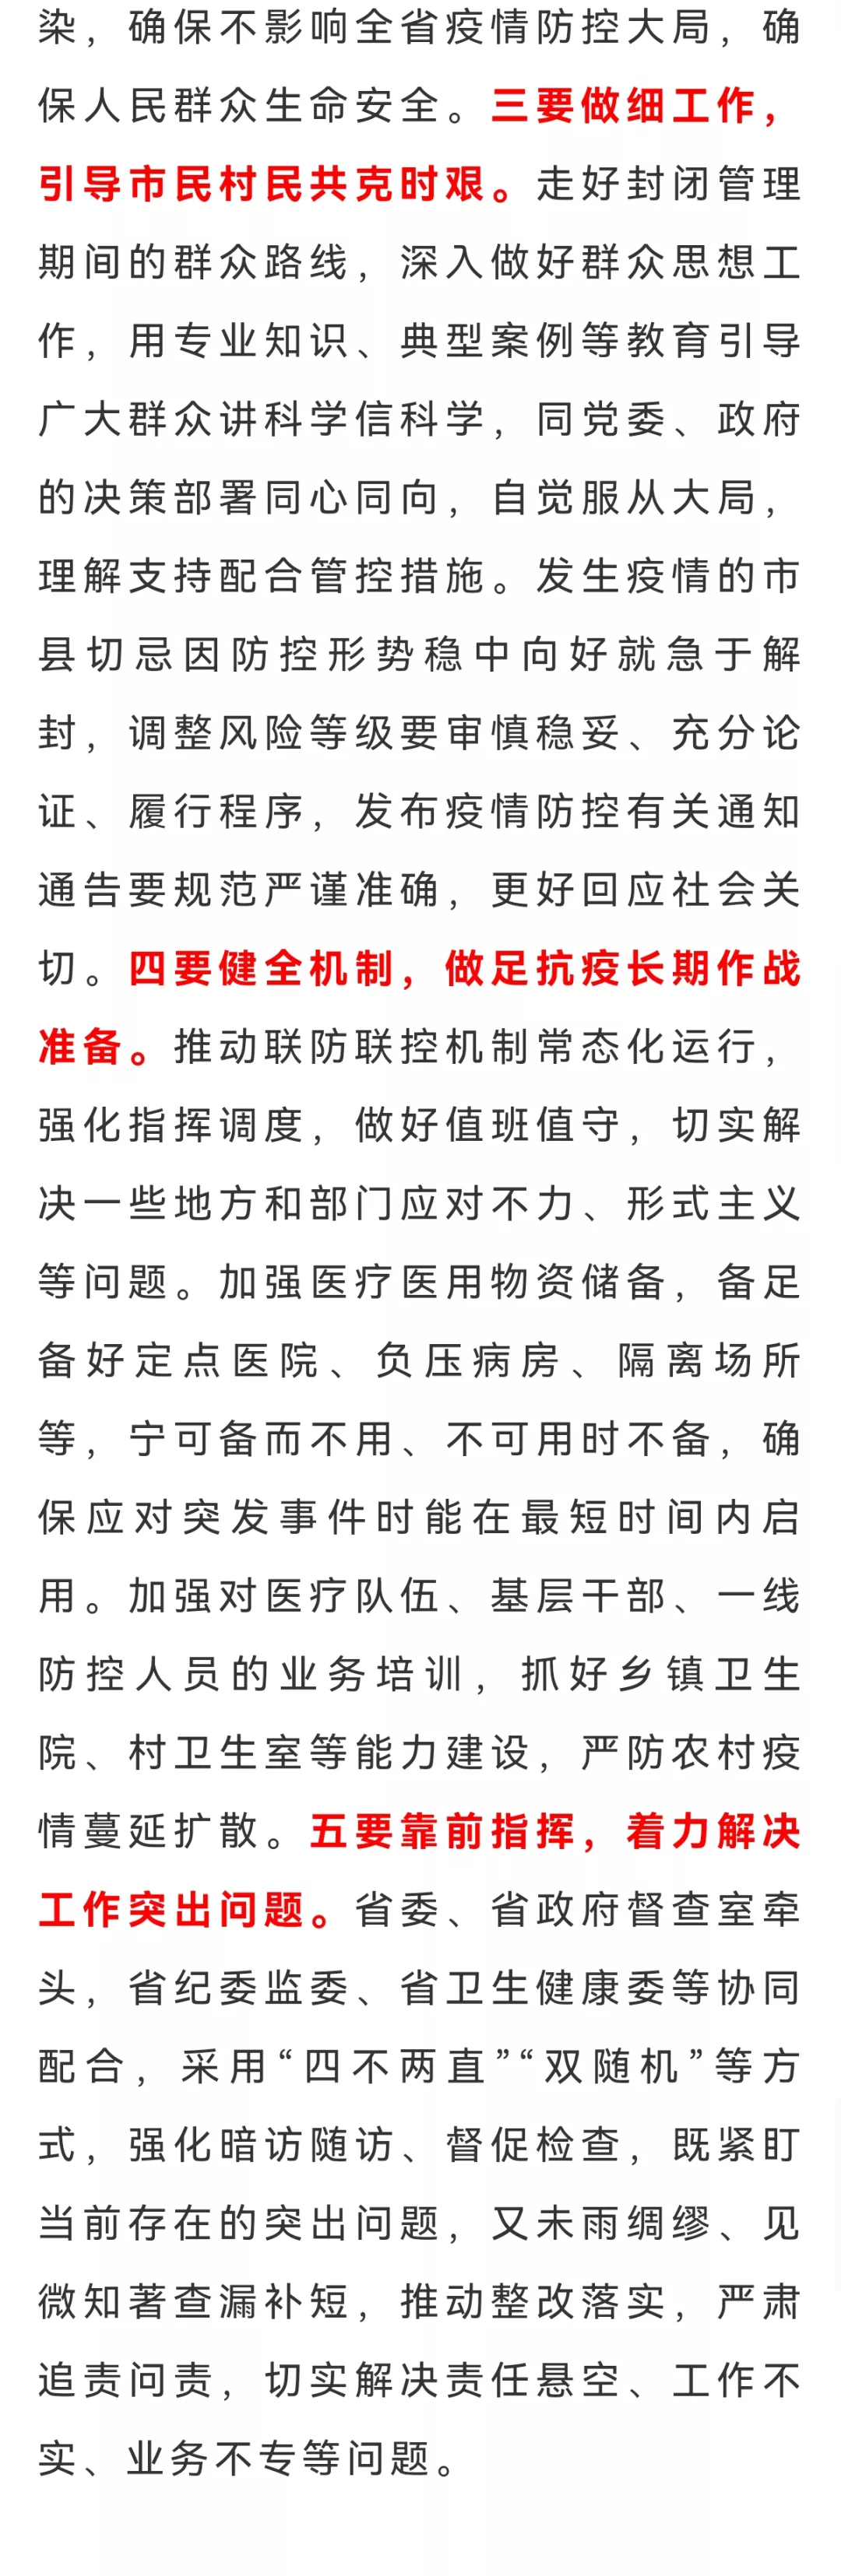 染，确保不影响全省疫情防控大局，确
保人民群众生命安全。三要做细工作，
引导市民村民共克时艰。走好封闭管理
期间的群众路线，深入做好群众思想工
作，用专业知识、典型案例等教育引导
广大群众讲科学信科学，同党委、政府
的决策部署同心同向，自觉服从大局，
理解支持配合管控措施。发生疫情的市
县切忌因防控形势稳中向好就急于解
封，调整风险等级要审慎稳妥、充分论
证、履行程序，发布疫情防控有关通知
通告要规范严谨准确，更好回应社会关
切。四要健全机制，做足抗疫长期作战
准备。推动联防联控机制常态化运行，
强化指挥调度，做好值班值守，切实解
决一些地方和部门应对不力、形式主义
等问题。加强医疗医用物资储备，备足
备好定点医院、负压病房、隔离场所
等，宁可备而不用、不可用时不备，确
保应对突发事件时能在最短时间内启
用。加强对医疗队伍、基层干部、一线
防控人员的业务培训，抓好乡镇卫生
院、村卫生室等能力建设，严防农村疫
情蔓延扩散。五要靠前指挥，着力解决
工作突出问题。省委、省政府督查室牵
头，省纪委监委、省卫生健康委等协同
配合，采用“四不两直”“双随机”等方
式，强化暗访随访、督促检查，既紧盯
当前存在的突出问题，又未雨绸缪、见
微知著查漏补短，推动整改落实，严肃
追责问责，切实解决责任悬空、工作不
实、业务不专等问题。